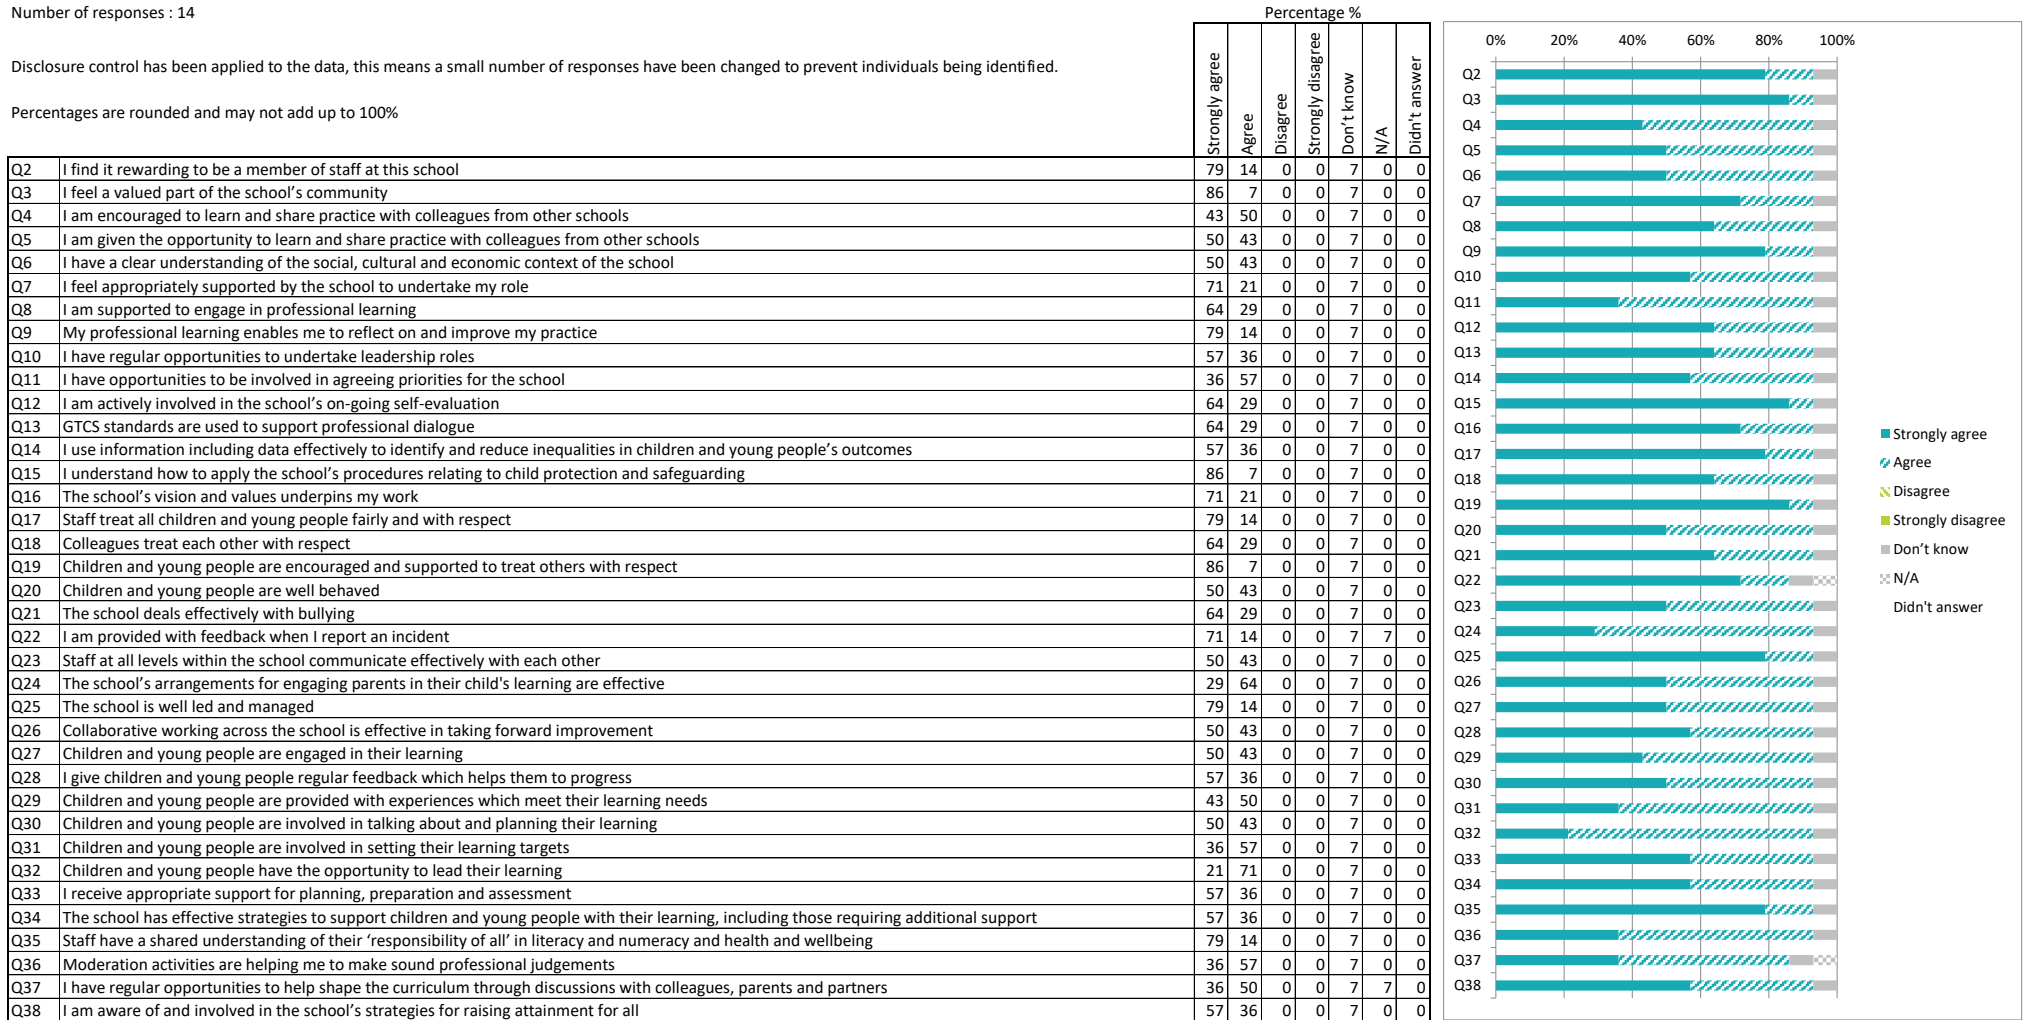 Number of responses : 14
Percentage %
Disclosure control has been applied to the data, this means a small number of responses have been changed to prevent individuals being identified.
Percentages are rounded and may not add up to 100%
Strongly agree
Agree
Disagree
Strongly disagree
Don't know
N/A
Didn't answer
Q2 I find it rewarding to be a member of staff at this school 79 14 0 0 7 0 0
Q3 I feel a valued part of the school's community 86 7 0 0 7 0 0
Q4 I am encouraged to learn and share practice with colleagues from other schools 43 50 0 0 7 0 0
Q5 I am given the opportunity to learn and share practice with colleagues from other schools 50 43 0 0 7 0 0
Q6 I have a clear understanding of the social, cultural and economic context of the school 50 43 0 0 7 0 0
Q7 I feel appropriately supported by the school to undertake my role 71 21 0 0 7 0 0
Q8 I am supported to engage in professional learning 64 29 0 0 7 0 0
Q9 My professional learning enables me to reflect on and improve my practice 79 14 0 0 7 0 0
Q10 I have regular opportunities to undertake leadership roles 57 36 0 0 7 0 0
Q11 I have opportunities to be involved in agreeing priorities for the school 36 57 0 0 7 0 0
Q12 I am actively involved in the school's on-going self-evaluation 64 29 0 0 7 0 0
Q13 GTCS standards are used to support professional dialogue 64 29 0 0 7 0 0
Q14 I use information including data effectively to identify and reduce inequalities in children and young people's outcomes 57 36 0 0 7 0 0
Q15 I understand how to apply the school's procedures relating to child protection and safeguarding 86 7 0 0 7 0 0
Q16 The school's vision and values underpins my work 71 21 0 0 7 0 0
Q17 Staff treat all children and young people fairly and with respect 79 14 0 0 7 0 0
Q18 Colleagues treat each other with respect 64 29 0 0 7 0 0
Q19 Children and young people are encouraged and supported to treat others with respect 86 7 0 0 7 0 0
Q20 Children and young people are well behaved 50 43 0 0 7 0 0
Q21 The school deals effectively with bullying 64 29 0 0 7 0 0
Q22 I am provided with feedback when I report an incident 71 14 0 0 7 7 0
Q23 Staff at all levels within the school communicate effectively with each other 50 43 0 0 7 0 0
Q24 The school's arrangements for engaging parents in their child's learning are effective 29 64 0 0 7 0 0
Q25 The school is well led and managed 79 14 0 0 7 0 0
Q26 Collaborative working across the school is effective in taking forward improvement 50 43 0 0 7 0 0
Q27 Children and young people are engaged in their learning 50 43 0 0 7 0 0
Q28 I give children and young people regular feedback which helps them to progress 57 36 0 0 7 0 0
Q29 Children and young people are provided with experiences which meet their learning needs 43 50 0 0 7 0 0
Q30 Children and young people are involved in talking about and planning their learning 50 43 0 0 7 0 0
Q31 Children and young people are involved in setting their learning targets 36 57 0 0 7 0 0
Q32 Children and young people have the opportunity to lead their learning 21 71 0 0 7 0 0
Q33 I receive appropriate support for planning, preparation and assessment 57 36 0 0 7 0 0
Q34 The school has effective strategies to support children and young people with their learning, including those requiring additional support 57 36 0 0 7 0 0
Q35 Staff have a shared understanding of their 'responsibility of all' in literacy and numeracy and health and wellbeing 79 14 0 0 7 0 0
Q36 Moderation activities are helping me to make sound professional judgements 36 57 0 0 7 0 0
Q37 I have regular opportunities to help shape the curriculum through discussions with colleagues, parents and partners 36 50 0 0 7 7 0
Q38 I am aware of and involved in the school's strategies for raising attainment for all 57 36 0 0 7 0 0
0% 20% 40% 60% 80% 100%
Q2
Q3
Q4
Q5
Q6
Q7
Q8
Q9
Q10
Q11
Q12
Q13
Q14
Q15
Q16
Q17
Q18
Q19
Q20
Q21
Q22
Q23
Q24
Q25
Q26
Q27
Q28
Q29
Q30
Q31
Q32
Q33
Q34
Q35
Q36
Q37
Q38
Strongly agree
Agree
Disagree
Strongly disagree
Don't know
N/A
Didn't answer